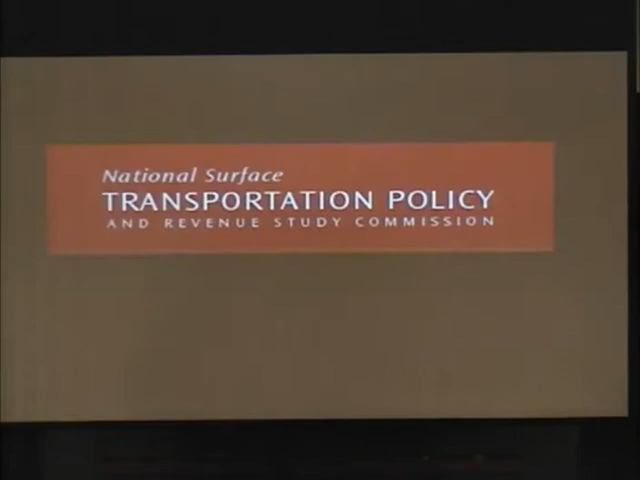 National Surface
TRANSPORTATION POLICY
AND REVENUE STUDY COMMISSION